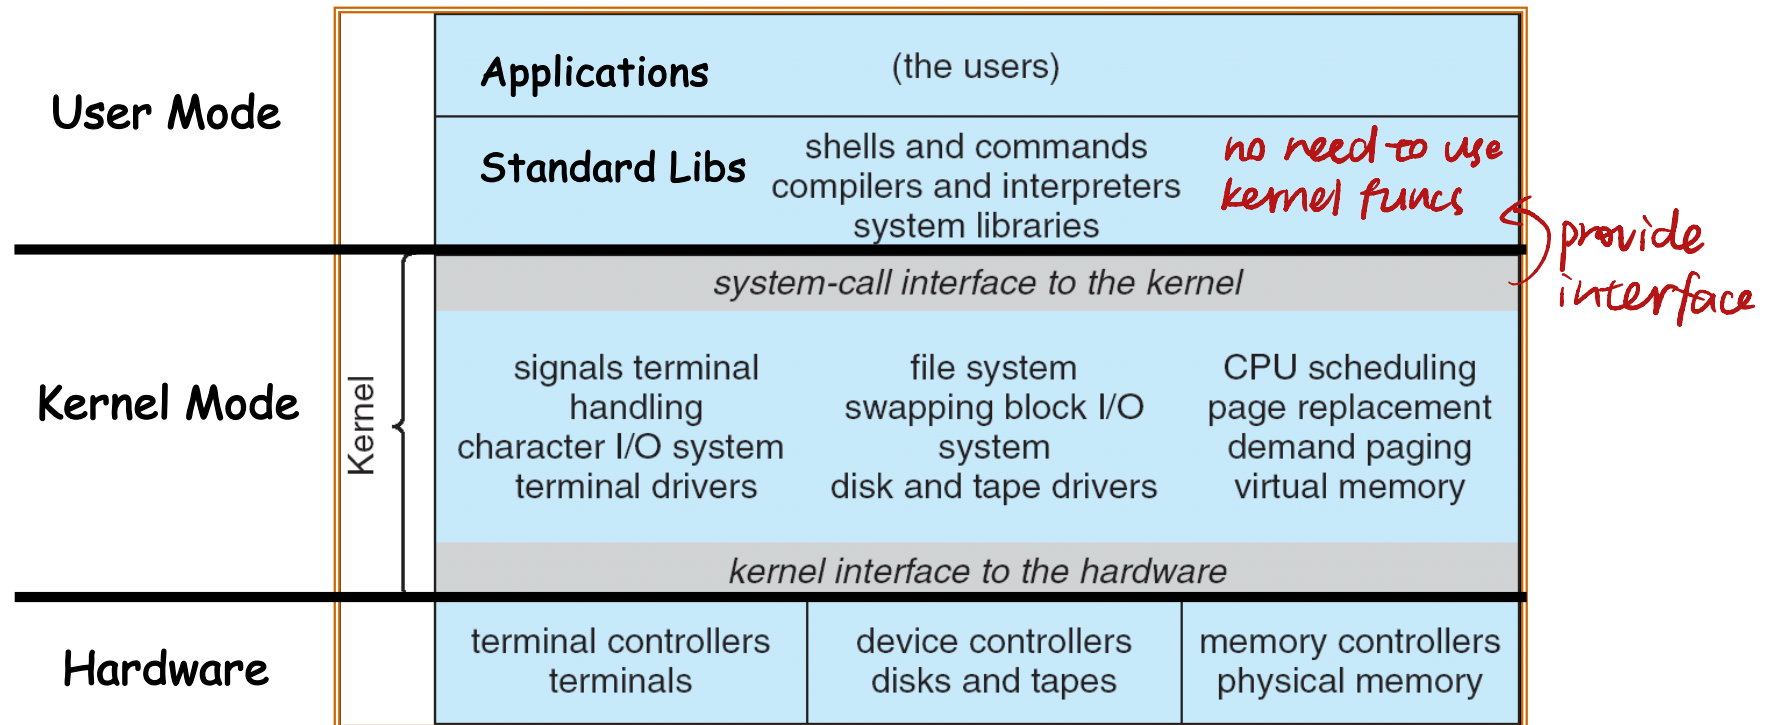 User Mode
Applications
(the users)
Standard Libs
shells and commands
compilers and interpreters
system libraries
no need to use
kernel funcs
provide
interface
Kernel Mode
Kernel
system-call interface to the kernel
signals terminal
handling
character I/O system
terminal drivers
file system
swapping block I/O
system
disk and tape drivers
CPU scheduling
page replacement
demand paging
virtual memory
kernel interface to the hardware
Hardware
terminal controllers
terminals
device controllers
disks and tapes
memory controllers
physical memory